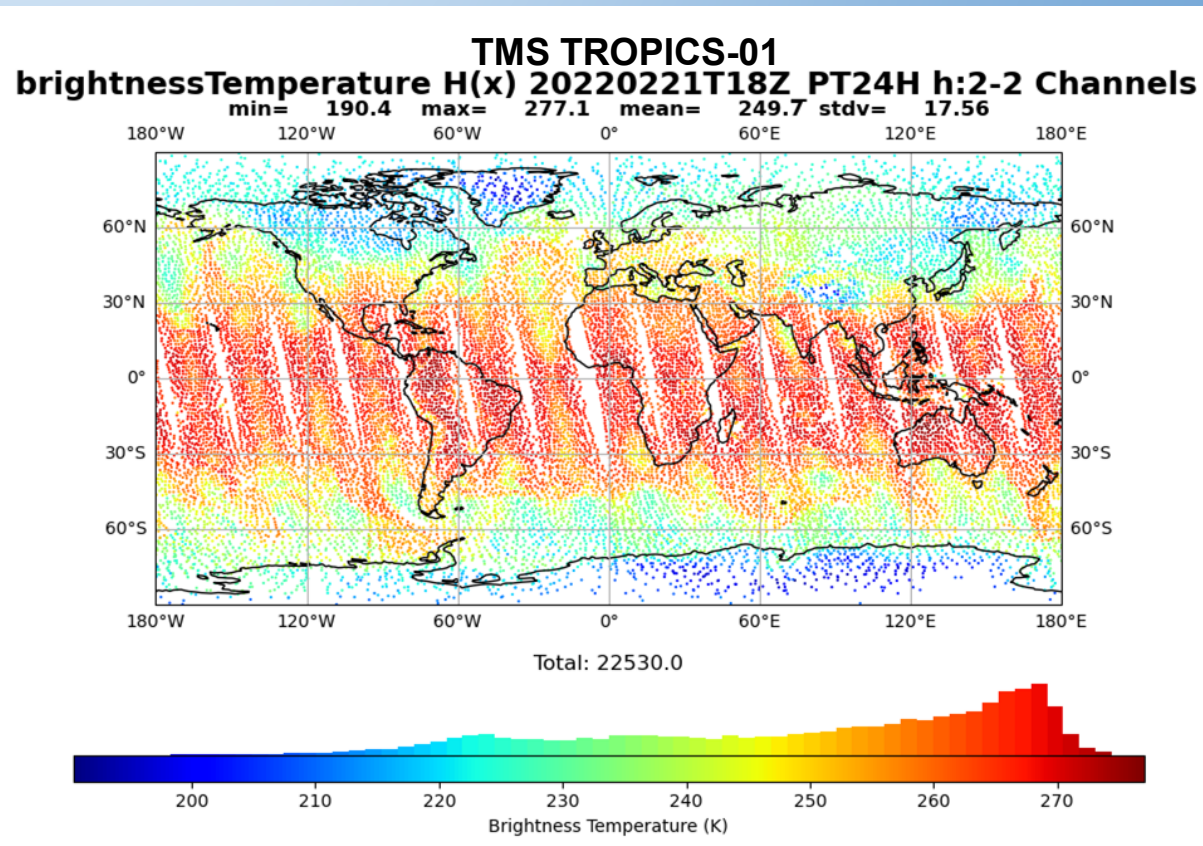 TMS TROPICS-01
brightnessTemperature H(x) 20220221T18Z_PT24H h:2-2 Channels
min= 190.4 max= 277.1 mean= 249.7 stdv= 17.56
180°W 120°W 60°W 0° 60°E 120°E 180°E
60°N 60°N
30°N 30°N
0° 0°
30°S 30°S
60°S 60°S
180°W 120°W 60°W 0° 60°E 120°E 180°E
Total: 22530.0
200 210 220 230 240 250 260 270
Brightness Temperature (K)